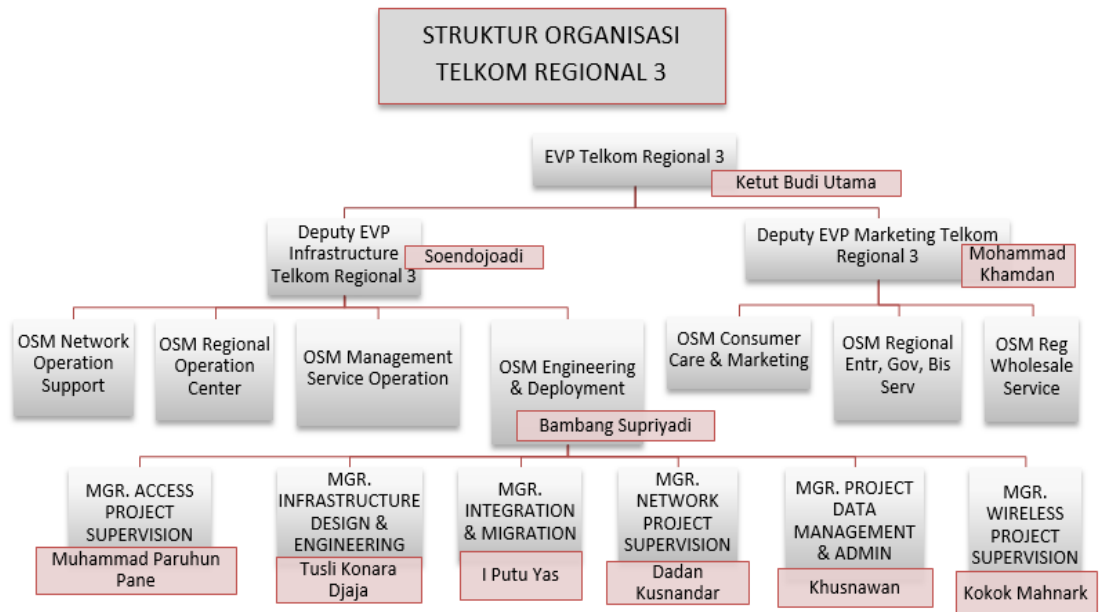 STRUKTUR ORGANISASI
TELKOM REGIONAL 3
EVP Telkom Regional 3
Ketut Budi Utama
Deputy EVP
Infrastructure
Telkom Regional 3
Soendojoadi
Deputy EVP Marketing Telkom
Regional 3
Mohammad
Khamdan
OSM Network
Operation
Support
OSM Regional
Operation
Center
OSM Management
Service Operation
OSM Engineering
& Deployment
Bambang Supriyadi
OSM Consumer
Care & Marketing
OSM Regional
Entr, Gov, Bis
Serv
OSM Reg
Wholesale
Service
MGR. ACCESS
PROJECT
SUPERVISION
Muhammad Paruhun
Pane
MGR.
INFRASTRUCTURE
DESIGN &
ENGINEERING
Tusli Konara
Djaja
MGR.
INTEGRATION
& MIGRATION
I Putu Yas
MGR.
NETWORK
PROJECT
SUPERVISION
Dadan
Kusnandar
MGR. PROJECT
DATA
MANAGEMENT
& ADMIN
Khusnawan
MGR.
WIRELESS
PROJECT
SUPERVISION
Kokok Mahnark